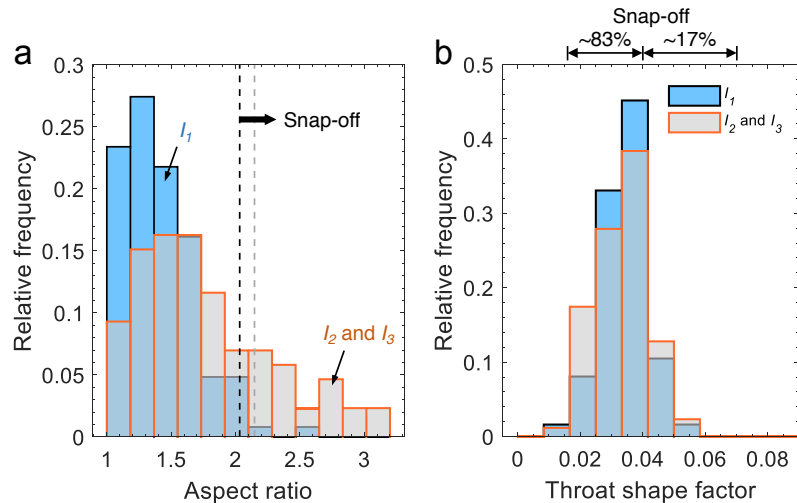 a
0.3
0.25
0.2
0.15
0.1
0.05
0
Relative frequency
I1
Snap-off
I2 and I3
1
1.5
2
2.5
3
Aspect ratio
b
Snap-off
~83%
~17%
0.5
0.4
0.3
0.2
0.1
0
Relative frequency
I1
I2 and I3
0
0.02
0.04
0.06
0.08
Throat shape factor